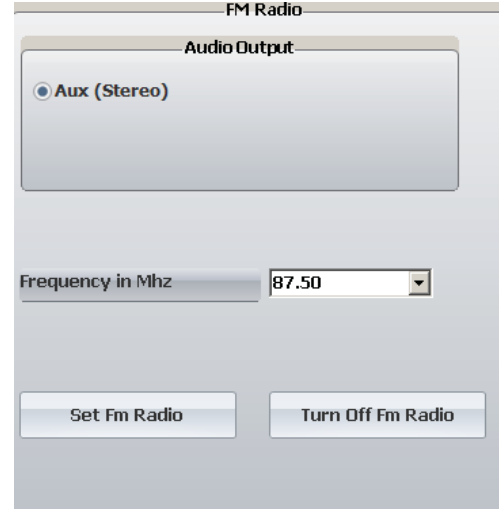 FM Radio
Audio Output
Aux (Stereo)
Frequency in Mhz 87.50
Set Fm Radio Turn Off Fm Radio